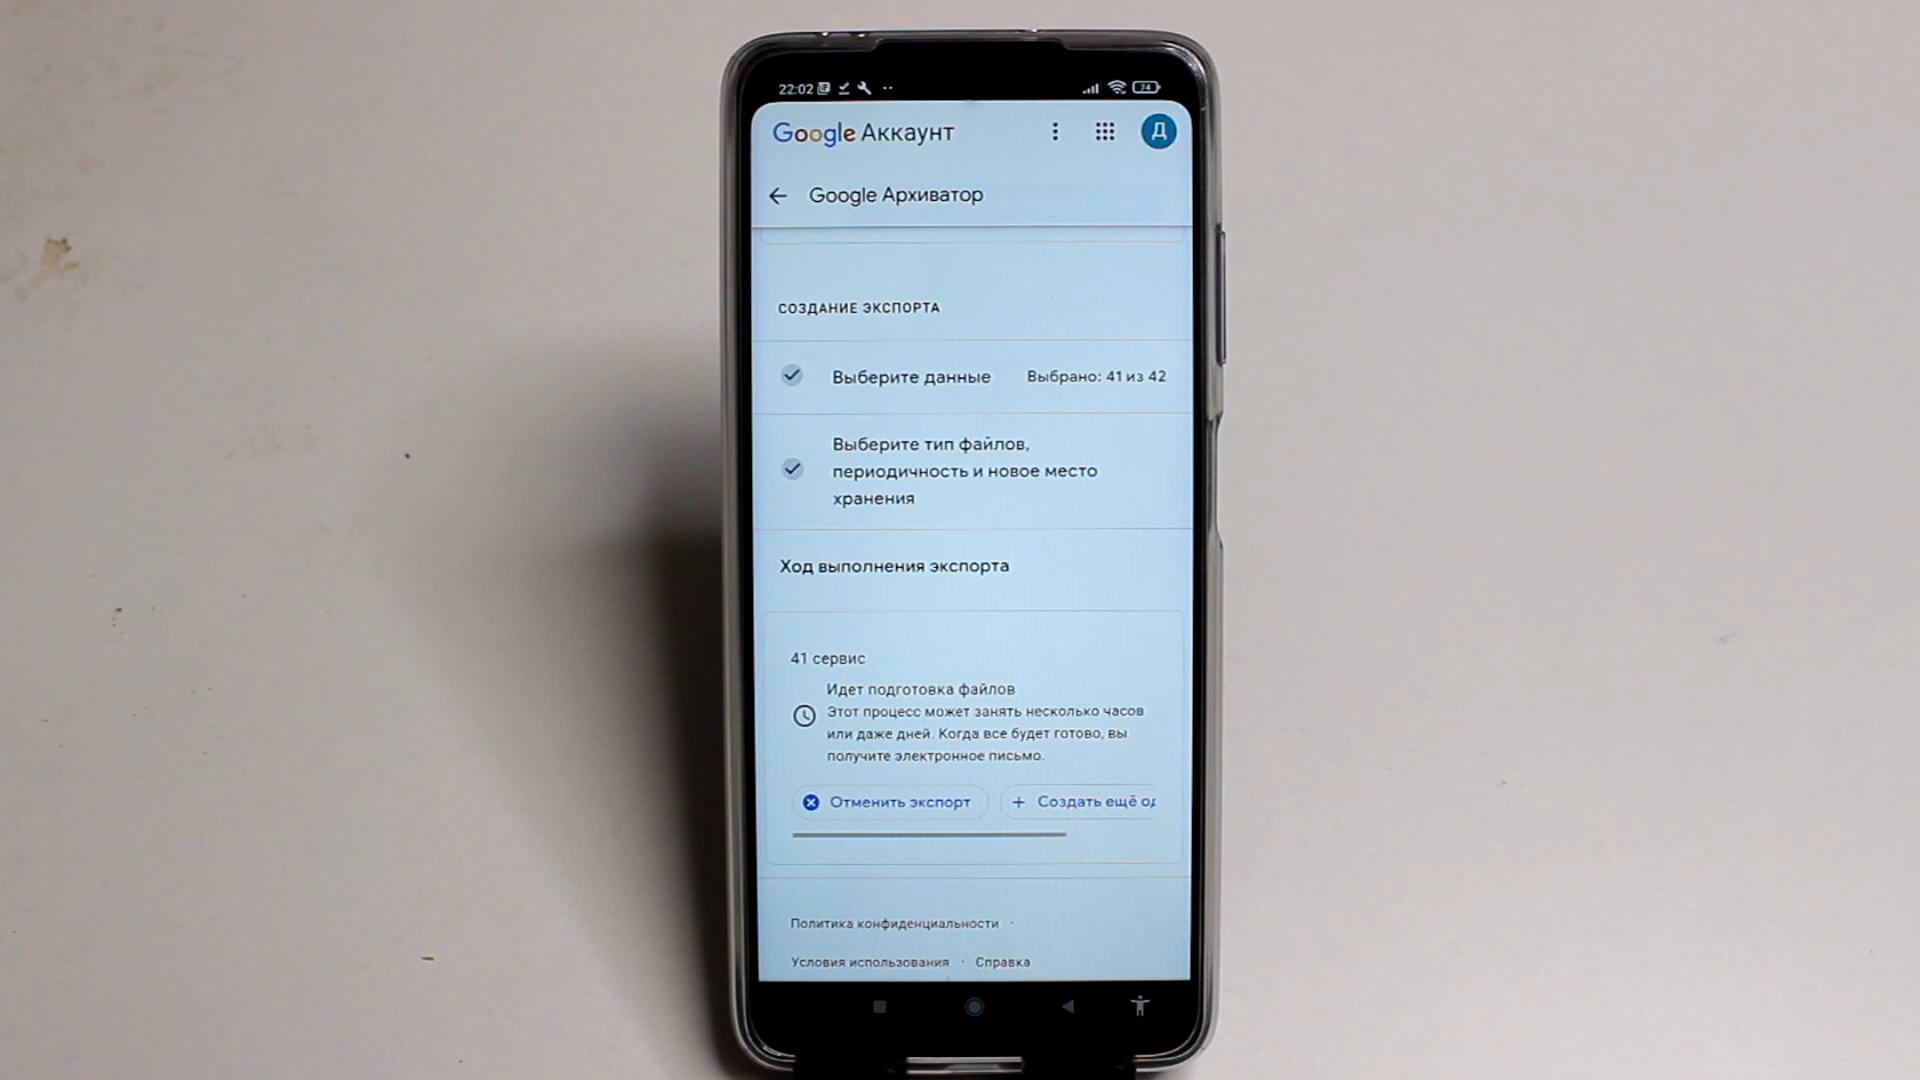 22:02
74
Google Аккаунт
Д
Google Архиватор
СОЗДАНИЕ ЭКСПОРТА
Выберите данные Выбрано: 41 из 42
Выберите тип файлов,
периодичность и новое место
хранения
Ход выполнения экспорта
41 сервис
Идет подготовка файлов
Этот процесс может занять несколько часов
или даже дней. Когда все будет готово, вы
получите электронное письмо.
Отменить экспорт + Создать ещё од
Политика конфиденциальности ·
Условия использования · Справка